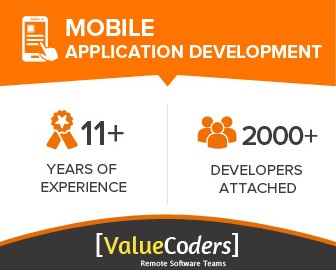 MOBILE
APPLICATION DEVELOPMENT
11+
YEARS OF
EXPERIENCE
2000+
DEVELOPERS
ATTACHED
[ValueCoders]
Remote Software Teams